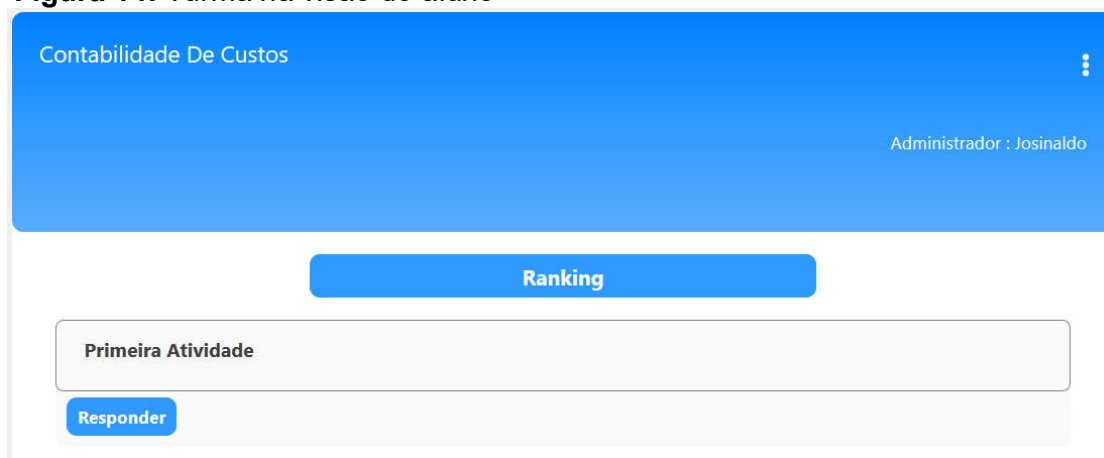 Contabilidade De Custos
Administrador : Josinaldo
Ranking
Primeira Atividade
Responder